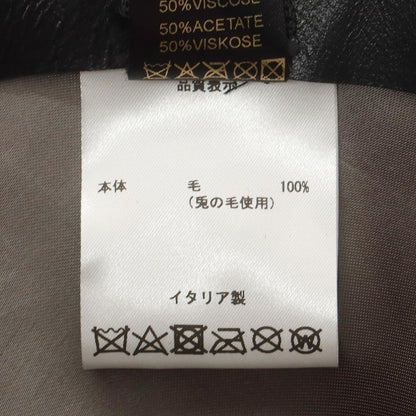 50%VISCOSE
50%ACETATE
50%VISKOSE
品質表示
本体 毛 100%
(兎の毛使用)
イタリア製
W